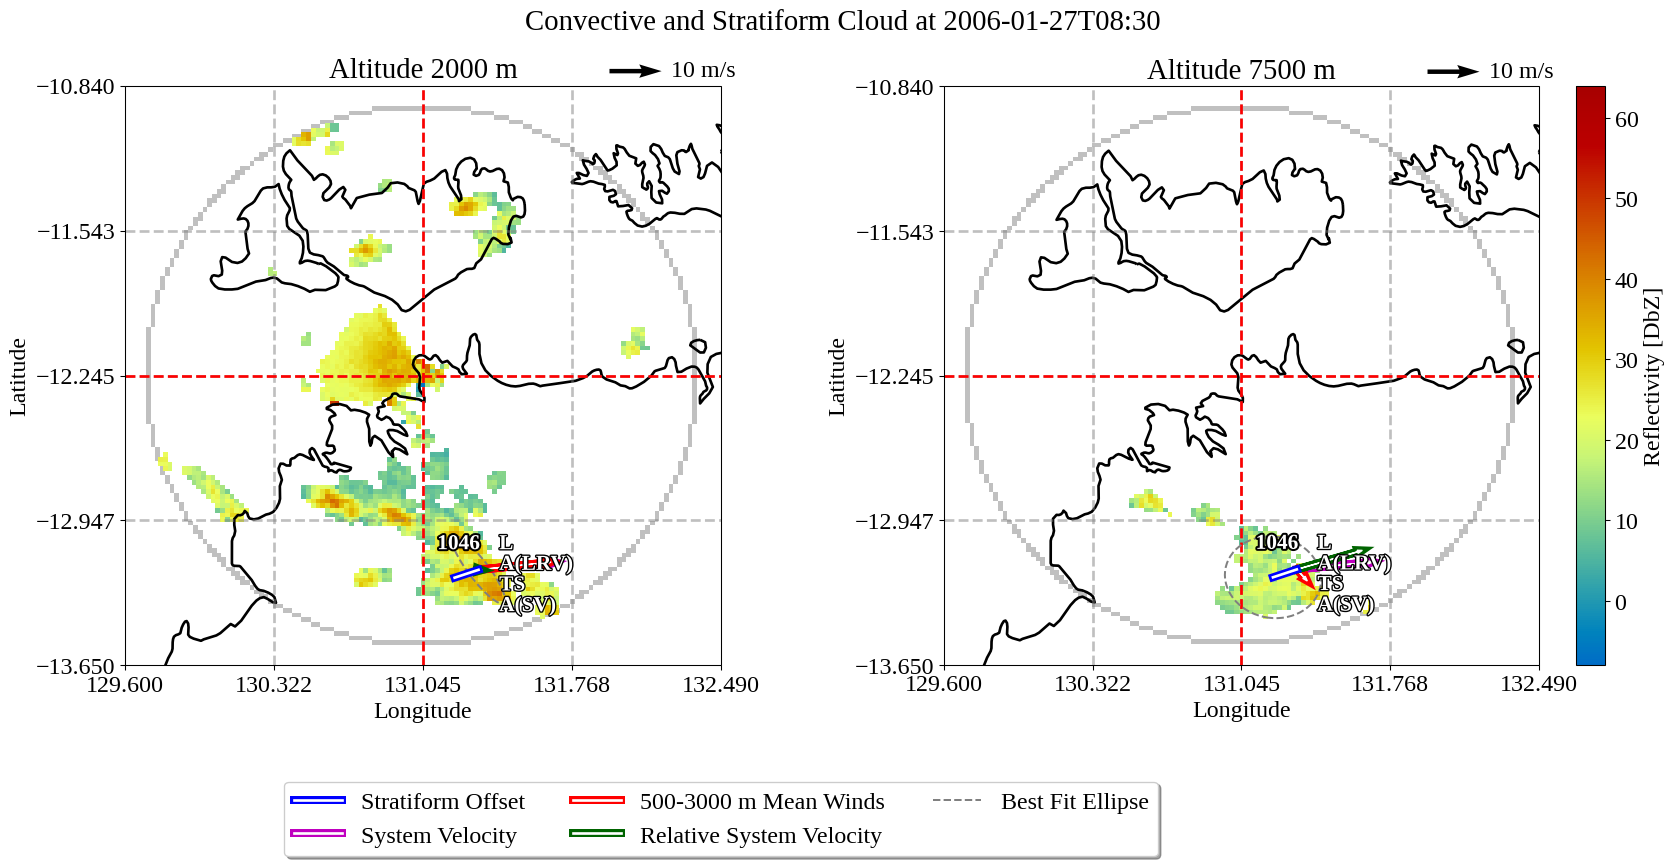 Convective and Stratiform Cloud at 2006-01-27T08:30
Altitude 2000 m
10 m/s
−10.840
−11.543
−12.245
−12.947
−13.650
Latitude
129.600
130.322
131.045
131.768
132.490
Longitude
1046
L
A(LRV)
TS
A(SV)
Altitude 7500 m
10 m/s
−10.840
−11.543
−12.245
−12.947
−13.650
Latitude
129.600
130.322
131.045
131.768
132.490
Longitude
1046
L
A(LRV)
TS
A(SV)
60
50
40
30
20
10
0
Reflectivity [DbZ]
Stratiform Offset
System Velocity
500-3000 m Mean Winds
Relative System Velocity
Best Fit Ellipse